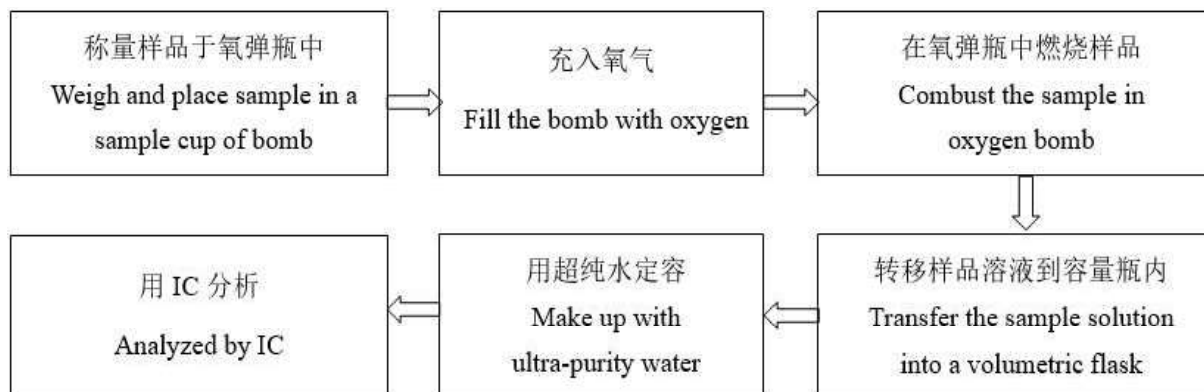 称量样品于氧弹瓶中
Weigh and place sample in a
sample cup of bomb
充入氧气
Fill the bomb with oxygen
在氧弹瓶中燃烧样品
Combust the sample in
oxygen bomb
转移样品溶液到容量瓶内
Transfer the sample solution
into a volumetric flask
用超纯水定容
Make up with
ultra-purity water
用 IC 分析
Analyzed by IC